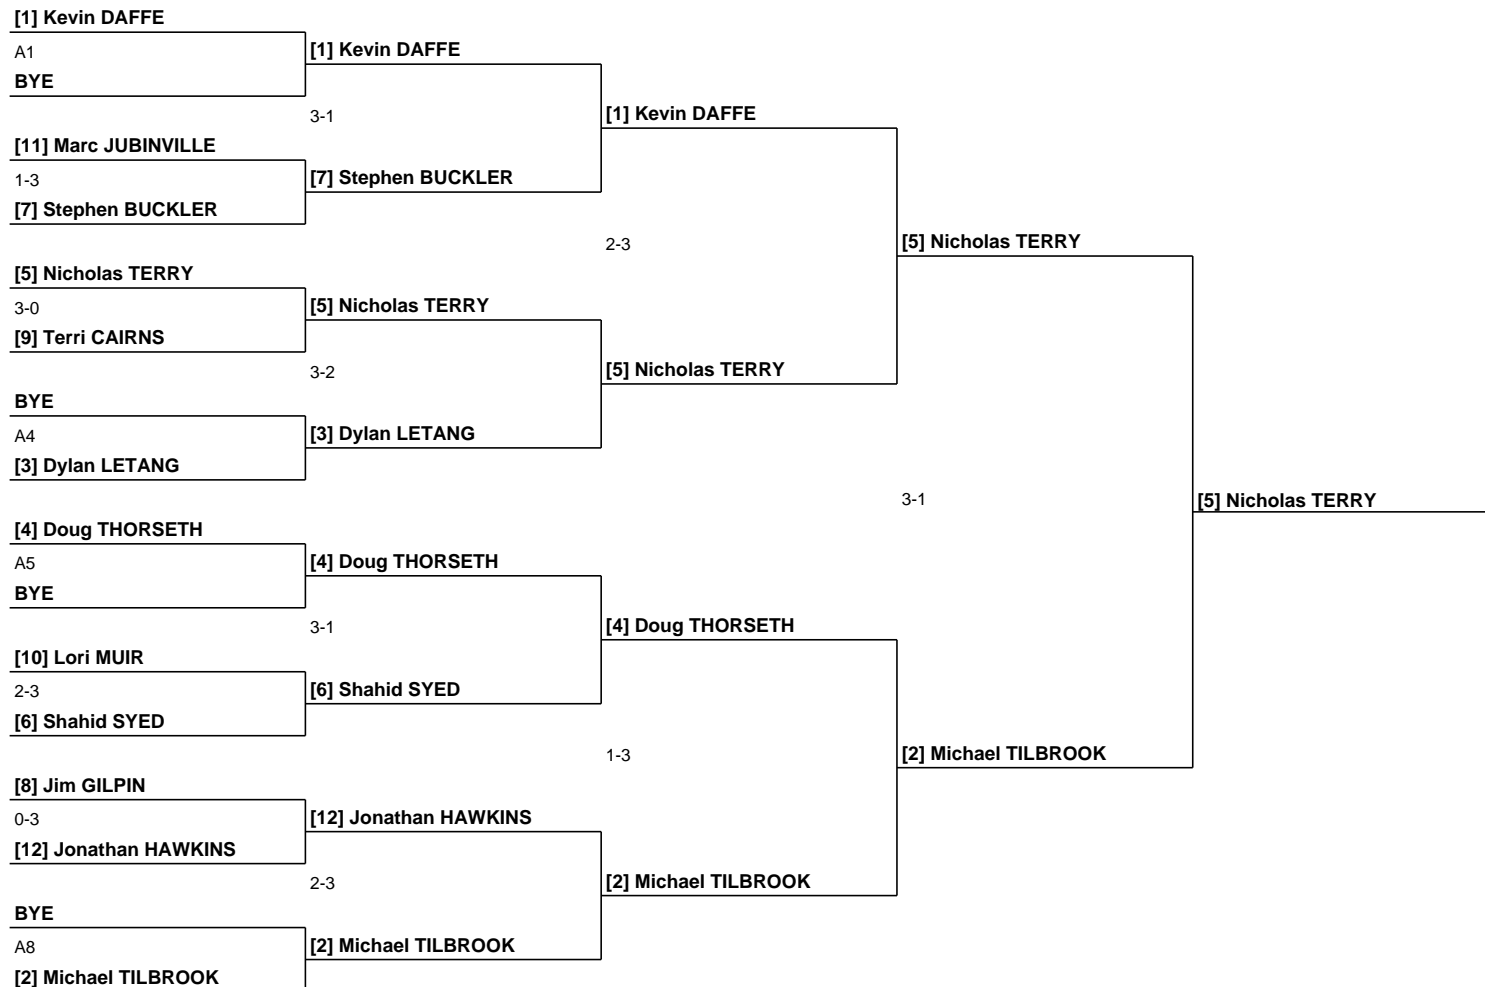 [1] Kevin DAFFE
A1
BYE
[11] Marc JUBINVILLE
1-3
[7] Stephen BUCKLER
[5] Nicholas TERRY
3-0
[9] Terri CAIRNS
BYE
A4
[3] Dylan LETANG
[4] Doug THORSETH
A5
BYE
[10] Lori MUIR
2-3
[6] Shahid SYED
[8] Jim GILPIN
0-3
[12] Jonathan HAWKINS
BYE
A8
[2] Michael TILBROOK
[1] Kevin DAFFE
3-1
[7] Stephen BUCKLER
[5] Nicholas TERRY
3-2
[3] Dylan LETANG
[4] Doug THORSETH
3-1
[6] Shahid SYED
[12] Jonathan HAWKINS
2-3
[2] Michael TILBROOK
[1] Kevin DAFFE
2-3
[5] Nicholas TERRY
[4] Doug THORSETH
1-3
[2] Michael TILBROOK
[5] Nicholas TERRY
3-1
[2] Michael TILBROOK
[5] Nicholas TERRY